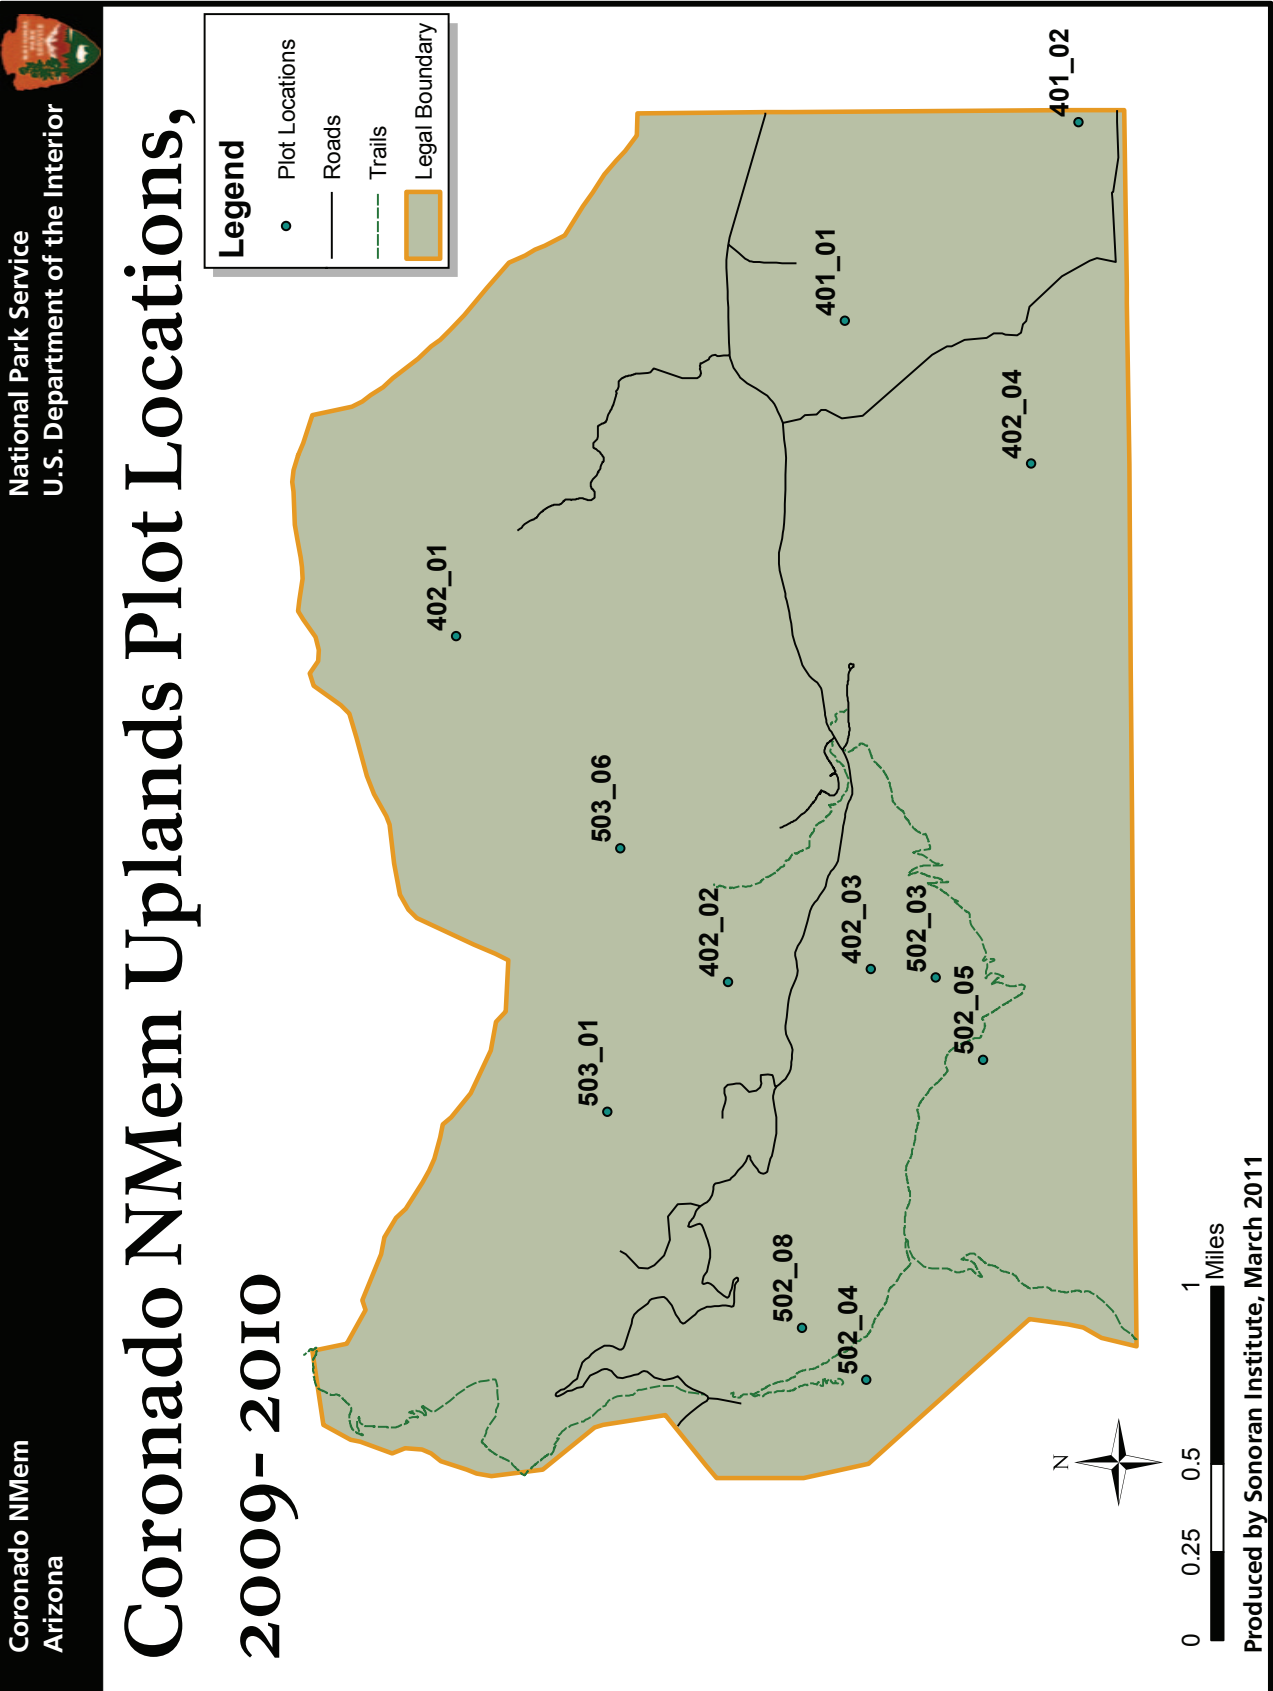 Coronado NMem
Arizona
National Park Service
U.S. Department of the Interior
Coronado NMem Uplands Plot Locations,
2009- 2010
Legend
Plot Locations
Roads
Trails
Legal Boundary
402_01
503_06
503_01
402_02
401_01
402_03
502_03
502_05
502_08
502_04
402_04
401_02
N
0 0.25 0.5 1
Miles
Produced by Sonoran Institute, March 2011